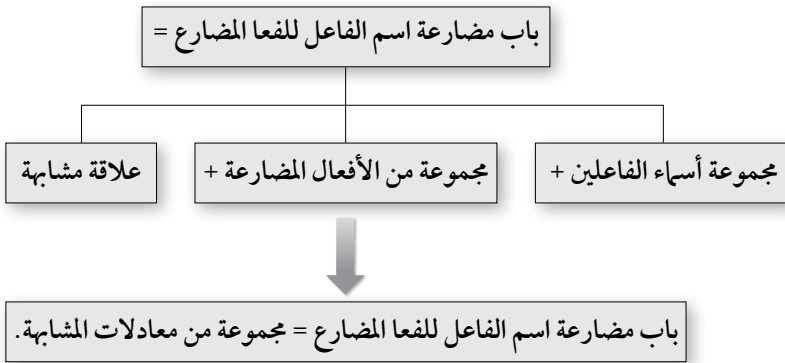 باب مضارعة اسم الفاعل للفعا المضارع =
مجموعة أسماء الفاعلين +
مجموعة من الأفعال المضارعة +
علاقة مشابهة
باب مضارعة اسم الفاعل للفعا المضارع = مجموعة من معادلات المشابهة.